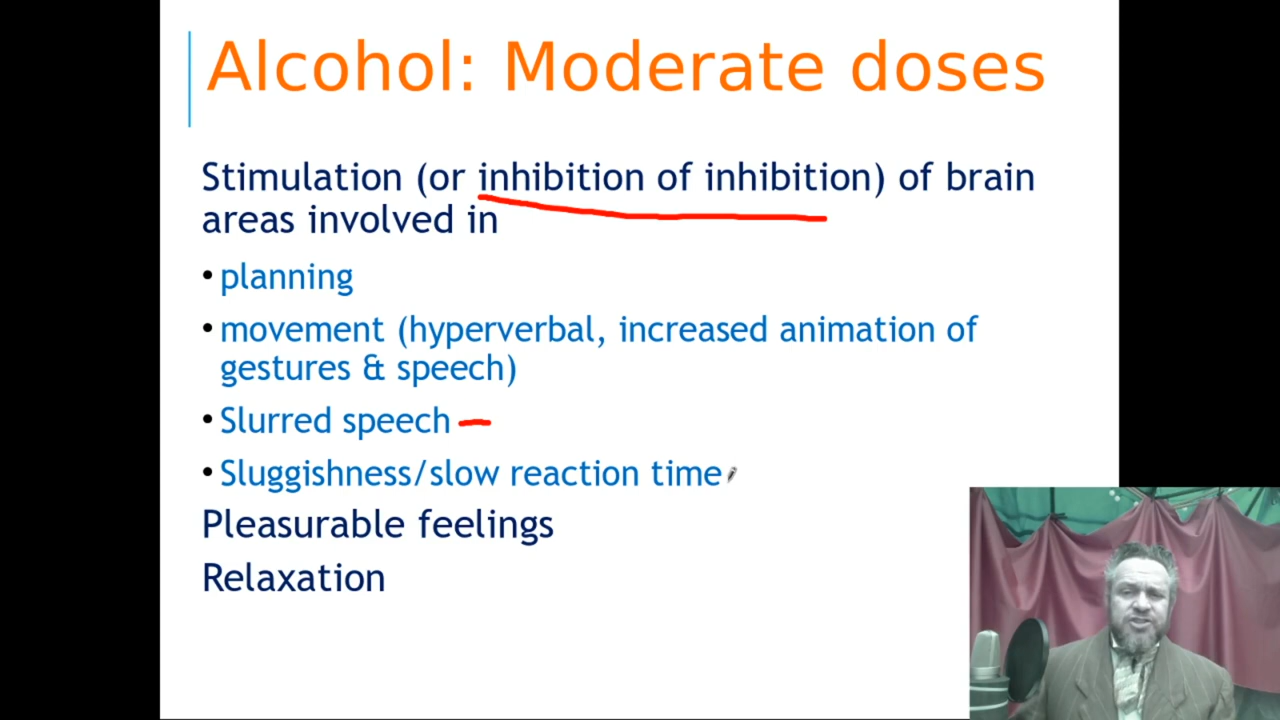 Alcohol: Moderate doses
Stimulation (or inhibition of inhibition) of brain
areas involved in
• planning
• movement (hyperverbal, increased animation of
gestures & speech)
• Slurred speech
• Sluggishness/slow reaction time
Pleasurable feelings
Relaxation